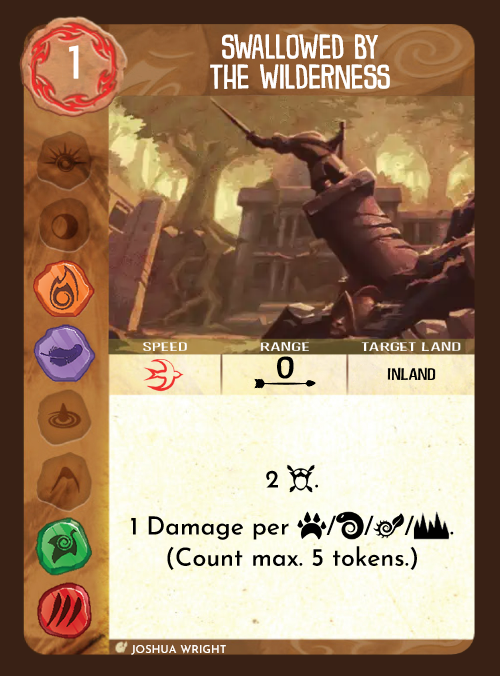 1
SWALLOWED BY
THE WILDERNESS
SPEED RANGE TARGET LAND
0 INLAND
2 .
1 Damage per / / / .
(Count max. 5 tokens.)
JOSHUA WRIGHT